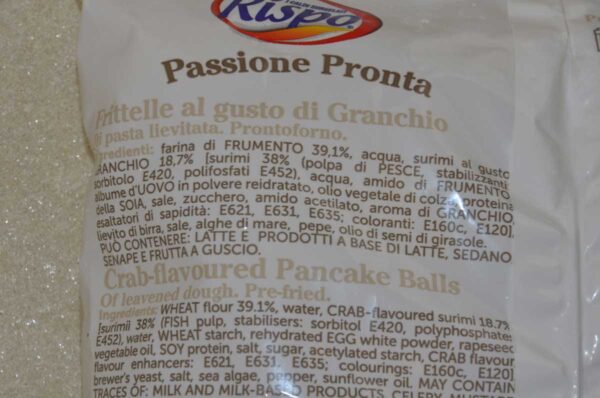 I CALDI SURGELATI
Rispo
Passione Pronta
Frittelle al gusto di Granchio
Di pasta lievitata. Prontoforno.
Ingredienti: farina di FRUMENTO 39,1%, acqua, surimi al gusto
GRANCHIO 18,7% [surimi 38% (polpa di PESCE, stabilizzanti:
sorbitolo E420, polifosfati E452), acqua, amido di FRUMENTO,
albume d'UOVO in polvere reidratato, olio vegetale di colza, proteine
della SOIA, sale, zucchero, amido acetilato, aroma di GRANCHIO,
esaltatori di sapidità: E621, E631, E635; coloranti: E160c, E120],
lievito di birra, sale, alghe di mare, pepe, olio di semi di girasole.
PUÒ CONTENERE: LATTE E PRODOTTI A BASE DI LATTE, SEDANO,
SENAPE E FRUTTA A GUSCIO.
Crab-flavoured Pancake Balls
Of leavened dough. Pre-fried.
Ingredients: WHEAT flour 39.1%, water, CRAB-flavoured surimi 18.7%
[surimi 38% (FISH pulp, stabilisers: sorbitol E420, polyphosphates
E452), water, WHEAT starch, rehydrated EGG white powder, rapeseed
vegetable oil, SOY protein, salt, sugar, acetylated starch, CRAB flavour,
flavour enhancers: E621, E631, E635; colourings: E160c, E120],
brewer's yeast, salt, sea algae, pepper, sunflower oil. MAY CONTAIN
TRACES OF: MILK AND MILK-BASED PRODUCTS, CELERY, MUSTARD